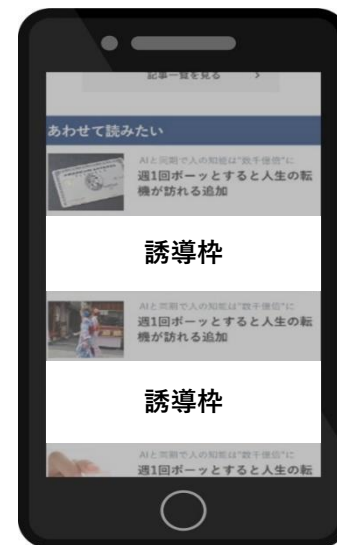 記事一覧を見る >
あわせて読みたい
AIと同期で人の知能は"数千億倍"に
週1回ボーッとすると人生の転
機が訪れる追加
誘導枠
AIと同期で人の知能は"数千億倍"に
週1回ボーッとすると人生の転
機が訪れる追加
誘導枠
AIと同期で人の知能は"数千億倍"に
週1回ボーッとすると人生の転